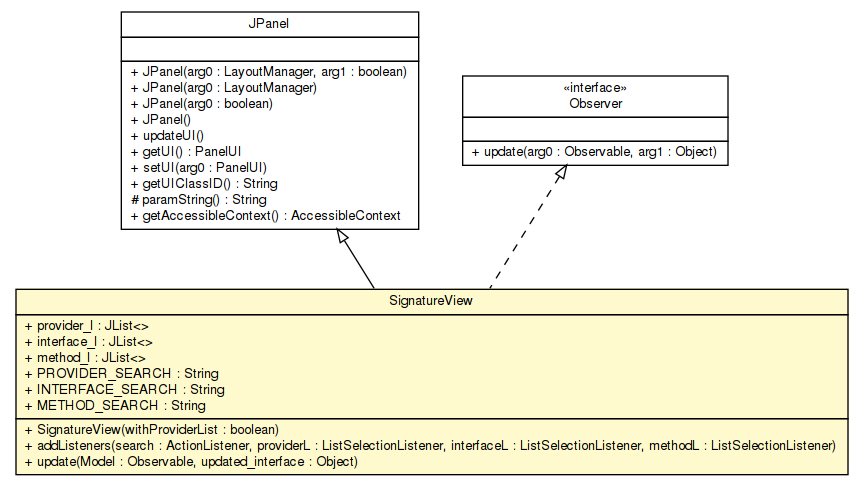 JPanel
+ JPanel(arg0 : LayoutManager, arg1 : boolean)
+ JPanel(arg0 : LayoutManager)
+ JPanel(arg0 : boolean)
+ JPanel()
+ updateUI()
+ getUI() : PanelUI
+ setUI(arg0 : PanelUI)
+ getUIClassID() : String
# paramString() : String
+ getAccessibleContext() : AccessibleContext
«interface»
Observer
+ update(arg0 : Observable, arg1 : Object)
SignatureView
+ provider_l : JList<>
+ interface_l : JList<>
+ method_l : JList<>
+ PROVIDER_SEARCH : String
+ INTERFACE_SEARCH : String
+ METHOD_SEARCH : String
+ SignatureView(withProviderList : boolean)
+ addListeners(search : ActionListener, providerL : ListSelectionListener, interfaceL : ListSelectionListener, methodL : ListSelectionListener)
+ update(Model : Observable, updated_interface : Object)